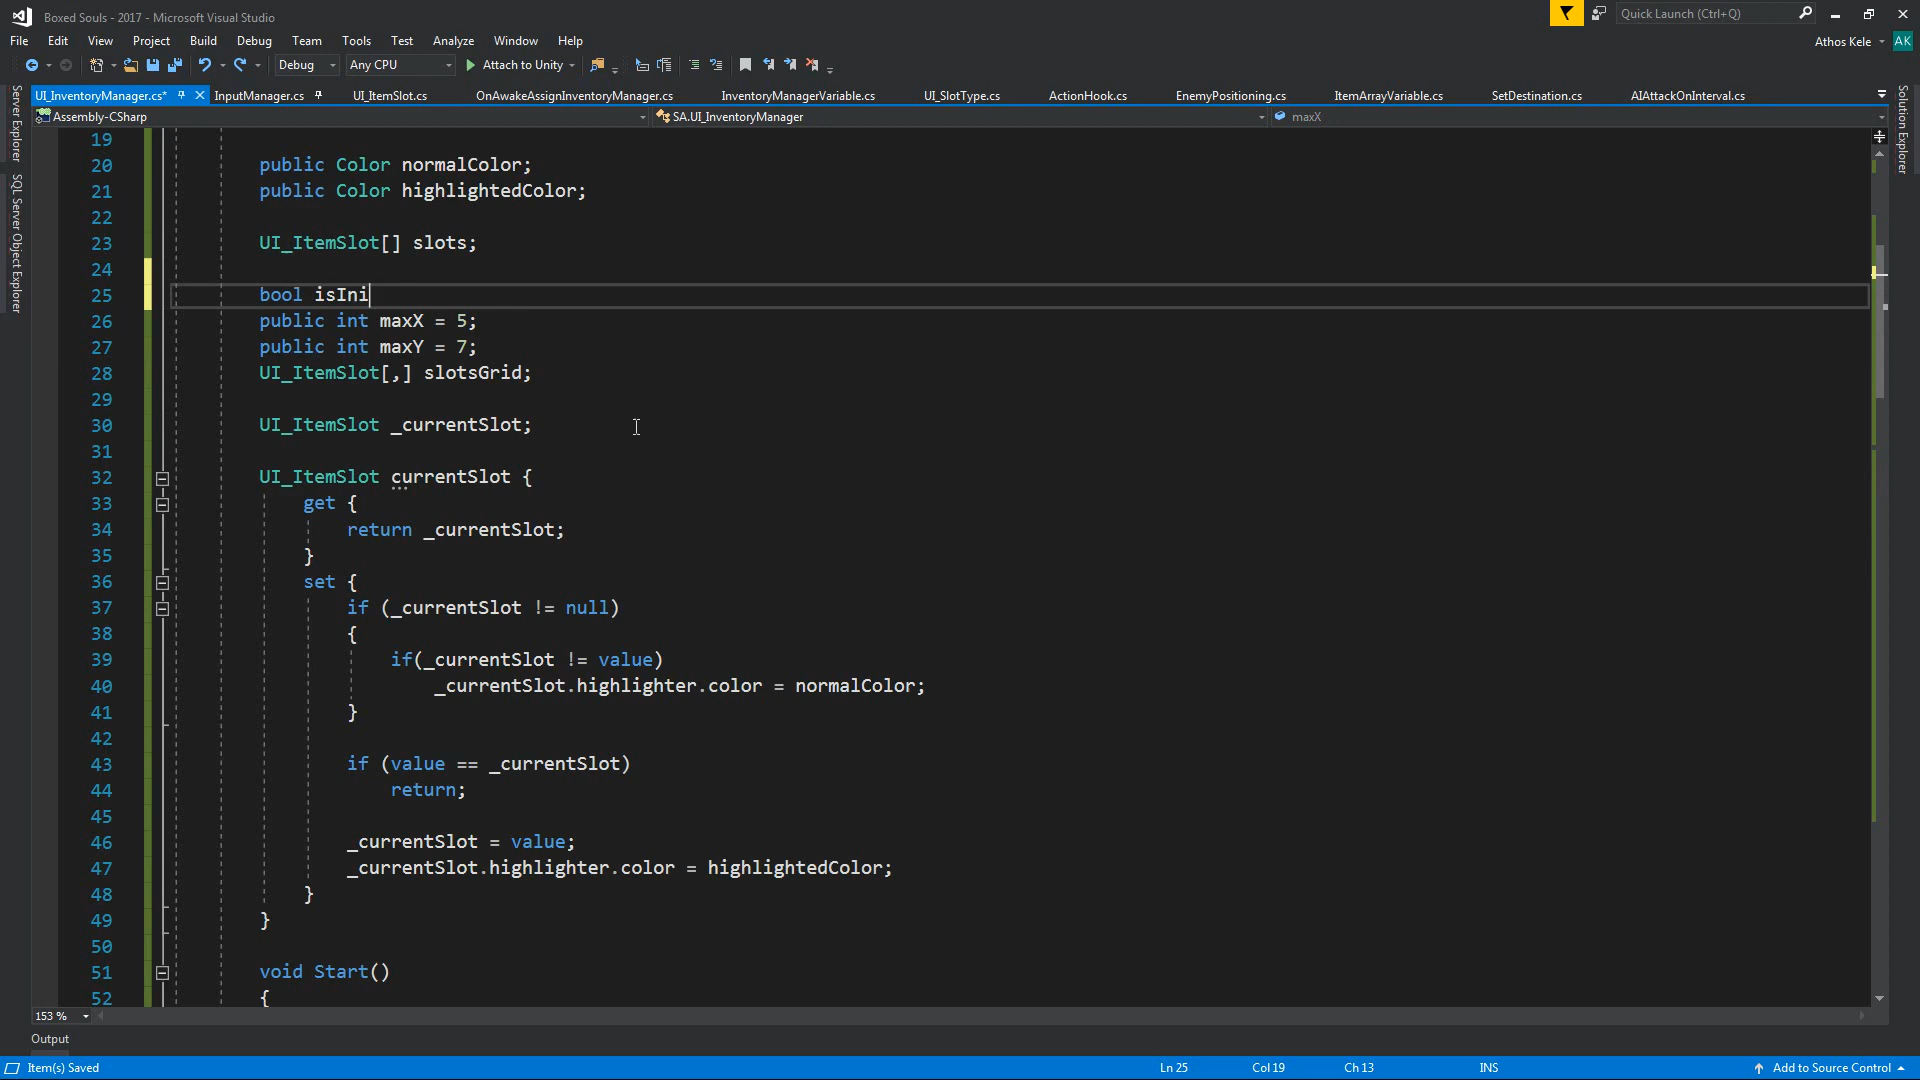 Boxed Souls - 2017 - Microsoft Visual Studio
Quick Launch (Ctrl+Q)
File Edit View Project Build Debug Team Tools Test Analyze Window Help
Athos Kele AK
Debug Any CPU Attach to Unity
UI_InventoryManager.cs* InputManager.cs UI_ItemSlot.cs OnAwakeAssignInventoryManager.cs InventoryManagerVariable.cs UI_SlotType.cs ActionHook.cs EnemyPositioning.cs ItemArrayVariable.cs SetDestination.cs AIAttackOnInterval.cs
Assembly-CSharp SA.UI_InventoryManager maxX
Server Explorer
SQL Server Object Explorer
Solution Explorer
19
20 public Color normalColor;
21 public Color highlightedColor;
22
23 UI_ItemSlot[] slots;
24
25 bool isIni
26 public int maxX = 5;
27 public int maxY = 7;
28 UI_ItemSlot[,] slotsGrid;
29
30 UI_ItemSlot _currentSlot;
31
32 UI_ItemSlot currentSlot {
33 get {
34 return _currentSlot;
35 }
36 set {
37 if (_currentSlot != null)
38 {
39 if(_currentSlot != value)
40 _currentSlot.highlighter.color = normalColor;
41 }
42
43 if (value == _currentSlot)
44 return;
45
46 _currentSlot = value;
47 _currentSlot.highlighter.color = highlightedColor;
48 }
49 }
50
51 void Start()
52 {
153 %
Output
Item(s) Saved Ln 25 Col 19 Ch 13 INS Add to Source Control